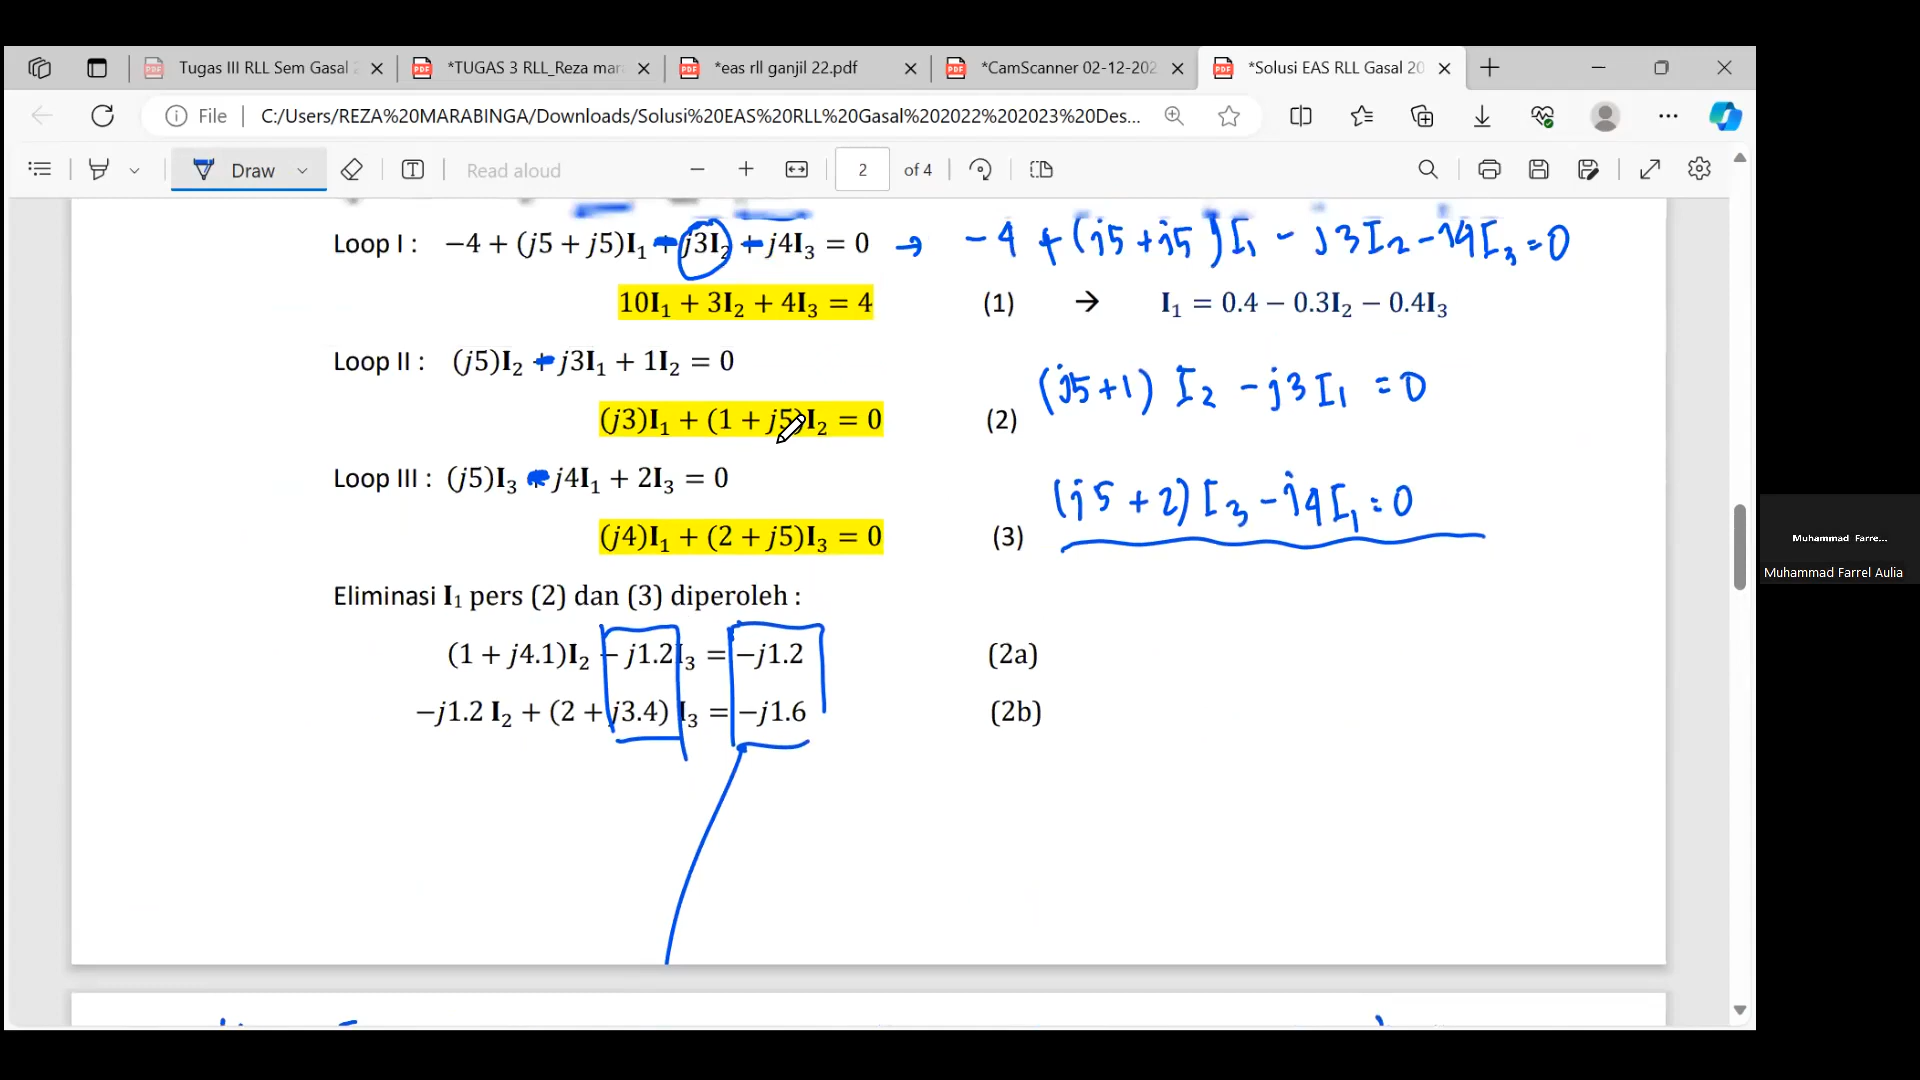 Tugas III RLL Sem Gasal 2
*TUGAS 3 RLL_Reza mar
*eas rll ganjil 22.pdf
*CamScanner 02-12-202
*Solusi EAS RLL Gasal 20
File
C:/Users/REZA%20MARABINGA/Downloads/Solusi%20EAS%20RLL%20Gasal%202022%202023%20Des...
Draw
Read aloud
2 of 4
Loop I : −4 + (j5 + j5)I₁ - j3I₂ - j4I₃ = 0 → -4 + (j5+j5)I₁ - j3I₂ - j4I₃ = 0
10I₁ + 3I₂ + 4I₃ = 4 (1) → I₁ = 0.4 − 0.3I₂ − 0.4I₃
Loop II : (j5)I₂ - j3I₁ + 1I₂ = 0
(j5+1) I₂ - j3I₁ = 0
(j3)I₁ + (1 + j5)I₂ = 0 (2)
Loop III : (j5)I₃ - j4I₁ + 2I₃ = 0
(j5+2) I₃ - j4I₁ = 0
(j4)I₁ + (2 + j5)I₃ = 0 (3)
Eliminasi I₁ pers (2) dan (3) diperoleh :
(1 + j4.1)I₂ − j1.2I₃ = −j1.2 (2a)
−j1.2 I₂ + (2 + j3.4) I₃ = −j1.6 (2b)
Muhammad Farre...
Muhammad Farrel Aulia